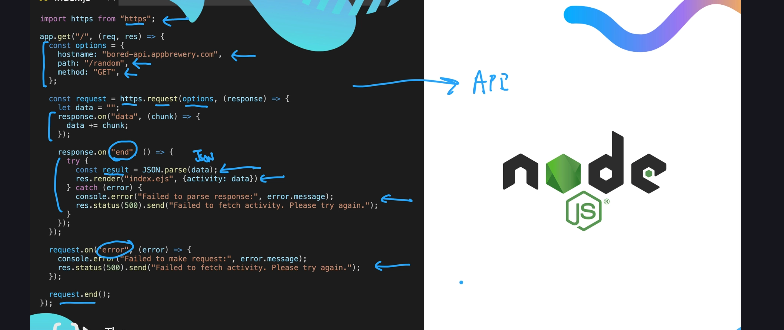 import https from "https";
app.get("/", (req, res) => {
const options = {
hostname: "bored-api.appbrewery.com",
path: "/random",
method: "GET",
};
API
const request = https.request(options, (response) => {
let data = "";
response.on("data", (chunk) => {
data += chunk;
});
response.on("end", () => {
Json
try {
const result = JSON.parse(data);
res.render("index.ejs", {activity: data})
} catch (error) {
console.error("Failed to parse response:", error.message);
res.status(500).send("Failed to fetch activity. Please try again.");
}
});
});
request.on("error", (error) => {
console.error("Failed to make request:", error.message);
res.status(500).send("Failed to fetch activity. Please try again.");
});
request.end();
});
node
JS
®